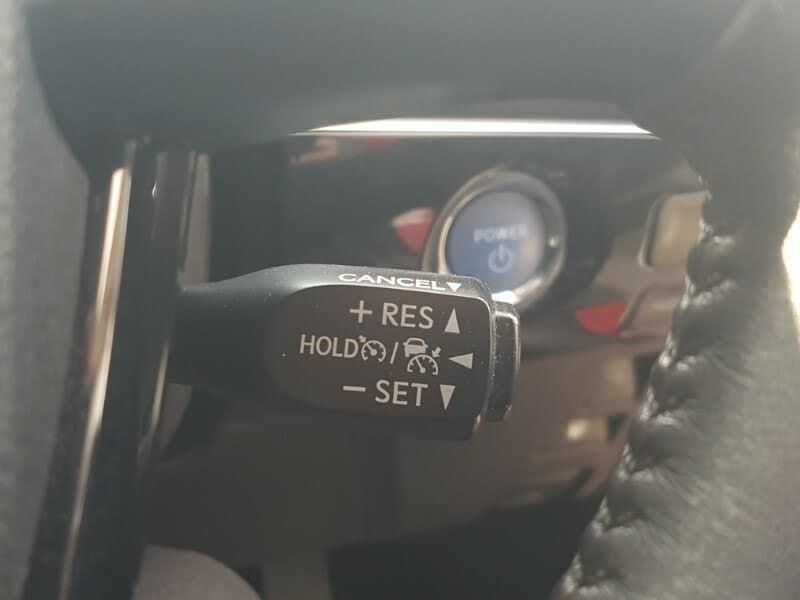 POWER
CANCEL▼
+ RES ▲
HOLD / ◀
− SET ▼